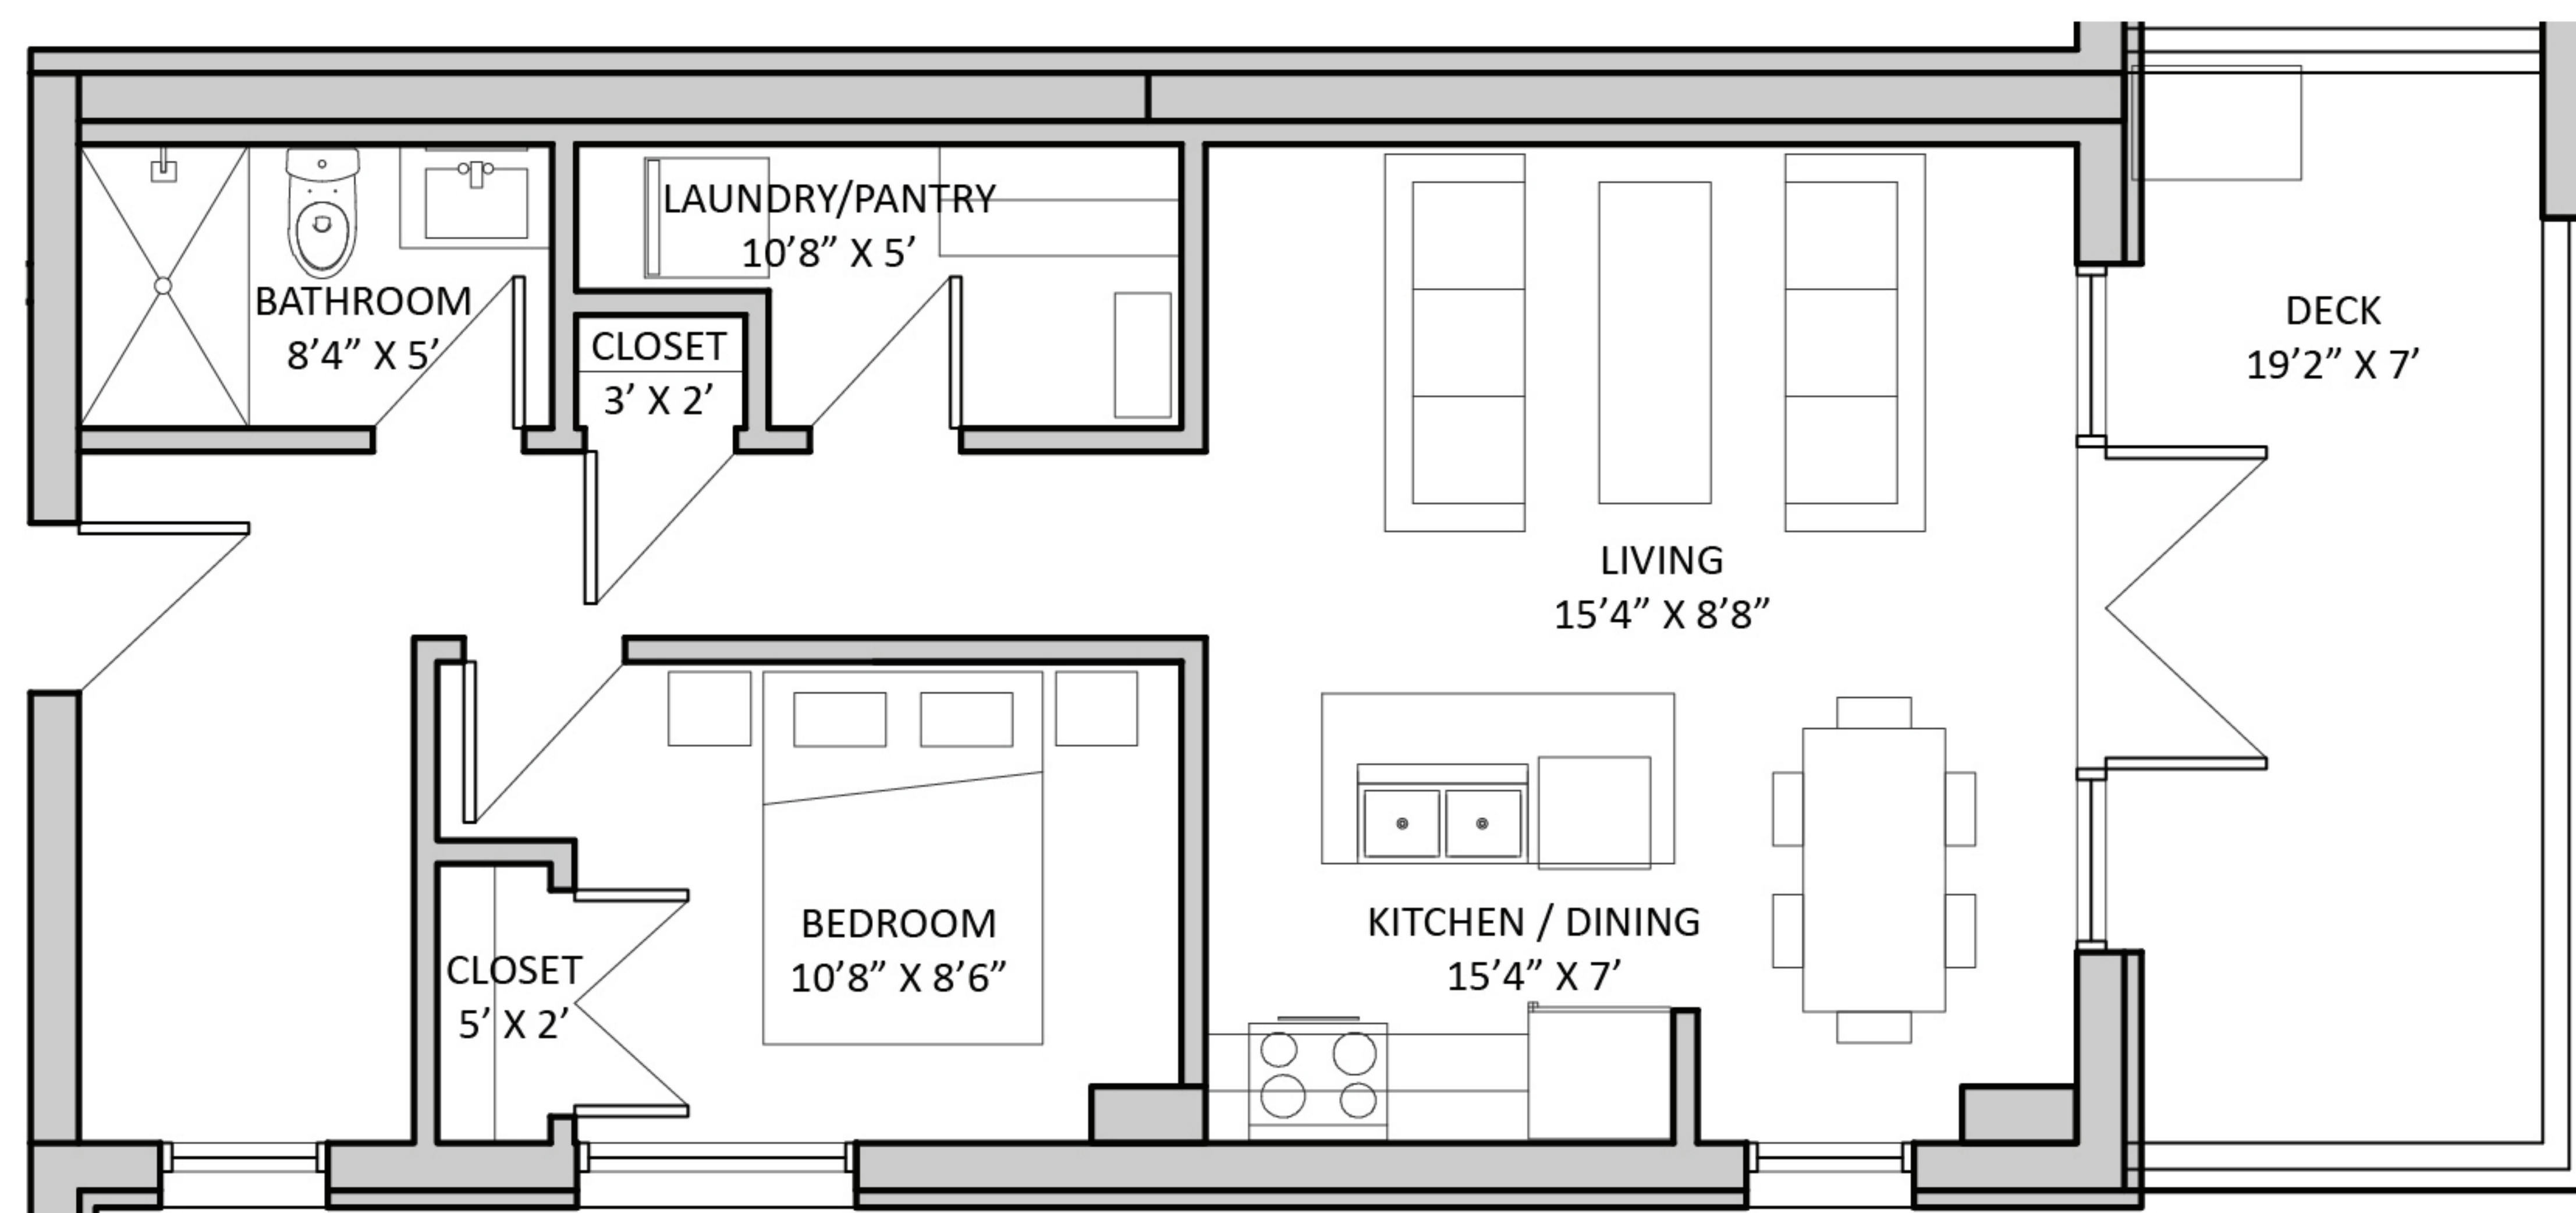 LAUNDRY/PANTRY
10’8” X 5’
BATHROOM
8’4” X 5’
CLOSET
3’ X 2’
DECK
19’2” X 7’
LIVING
15’4” X 8’8”
BEDROOM
10’8” X 8’6”
KITCHEN / DINING
15’4” X 7’
CLOSET
5’ X 2’